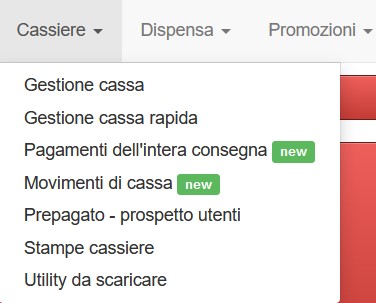 Cassiere Dispensa Promozioni
Gestione cassa
Gestione cassa rapida
Pagamenti dell'intera consegna new
Movimenti di cassa new
Prepagato - prospetto utenti
Stampe cassiere
Utility da scaricare